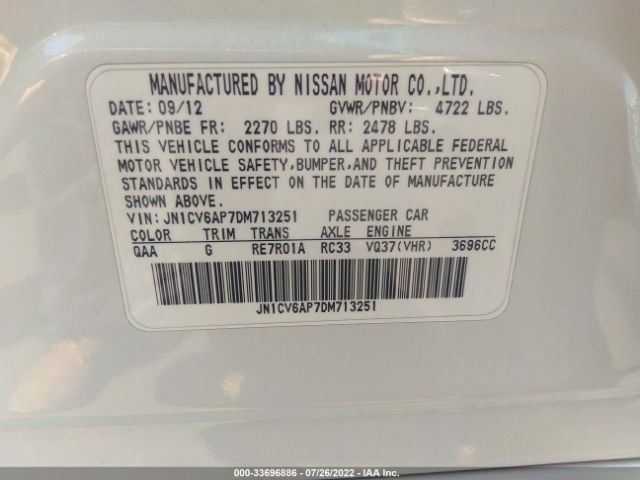 MANUFACTURED BY NISSAN MOTOR CO.,LTD.
DATE: 09/12 GVWR/PNBV: 4722 LBS.
GAWR/PNBE FR: 2270 LBS. RR: 2478 LBS.
THIS VEHICLE CONFORMS TO ALL APPLICABLE FEDERAL
MOTOR VEHICLE SAFETY,BUMPER,AND THEFT PREVENTION
STANDARDS IN EFFECT ON THE DATE OF MANUFACTURE
SHOWN ABOVE.
VIN: JN1CV6AP7DM713251 PASSENGER CAR
COLOR TRIM TRANS AXLE ENGINE
QAA G RE7R01A RC33 VQ37(VHR) 3696CC
JN1CV6AP7DM713251
000-33696886 - 07/26/2022 - IAA Inc.